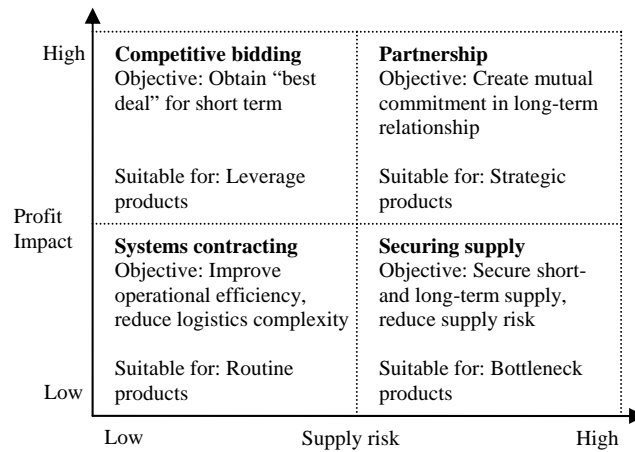 High
Competitive bidding
Objective: Obtain “best
deal” for short term
Suitable for: Leverage
products
Partnership
Objective: Create mutual
commitment in long-term
relationship
Suitable for: Strategic
products
Profit
Impact
Systems contracting
Objective: Improve
operational efficiency,
reduce logistics complexity
Suitable for: Routine
products
Securing supply
Objective: Secure short-
and long-term supply,
reduce supply risk
Suitable for: Bottleneck
products
Low
Low
Supply risk
High